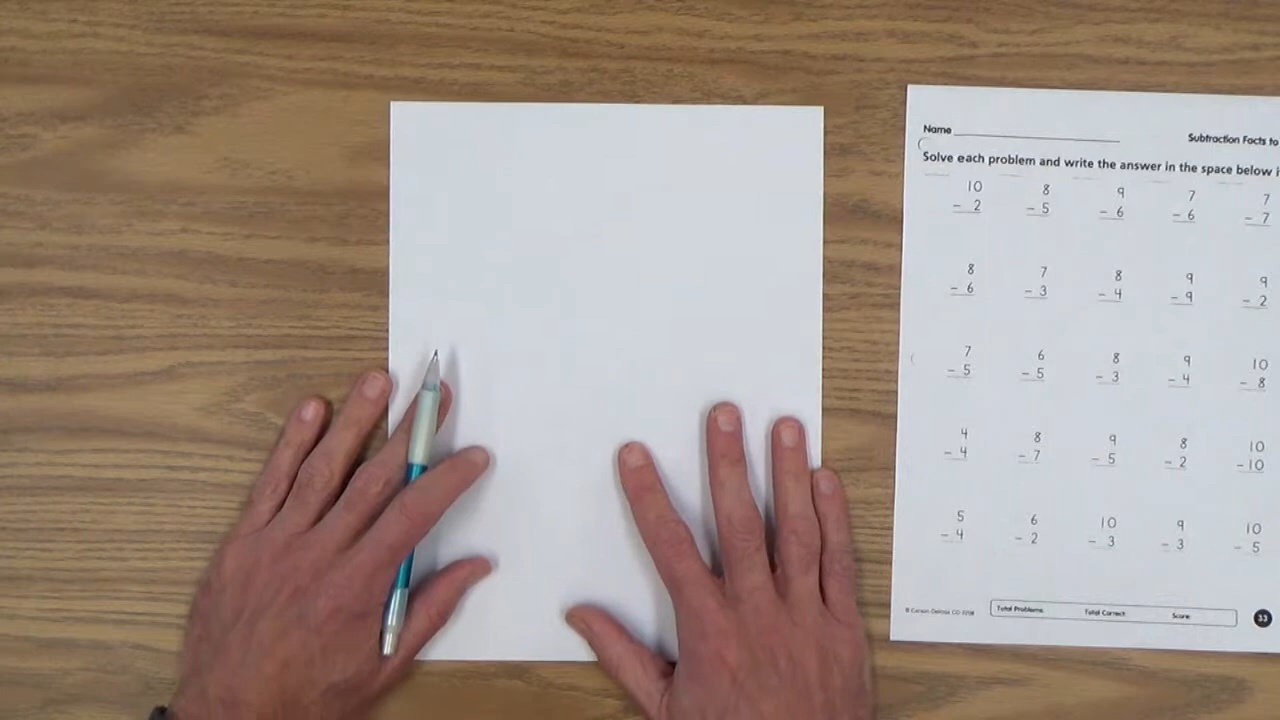 Name
Subtraction Facts to
Solve each problem and write the answer in the space below
10 8 9 7 7
- 2 - 5 - 6 - 6 - 7
8 7 8 9 9
- 6 - 3 - 4 - 9 - 2
7 6 8 9 10
- 5 - 5 - 3 - 4 - 8
4 8 9 8 10
- 4 - 7 - 5 - 2 - 10
5 6 10 9 10
- 4 - 2 - 3 - 3 - 5
© Carson-Dellosa
Total Problems Total Correct Score 33